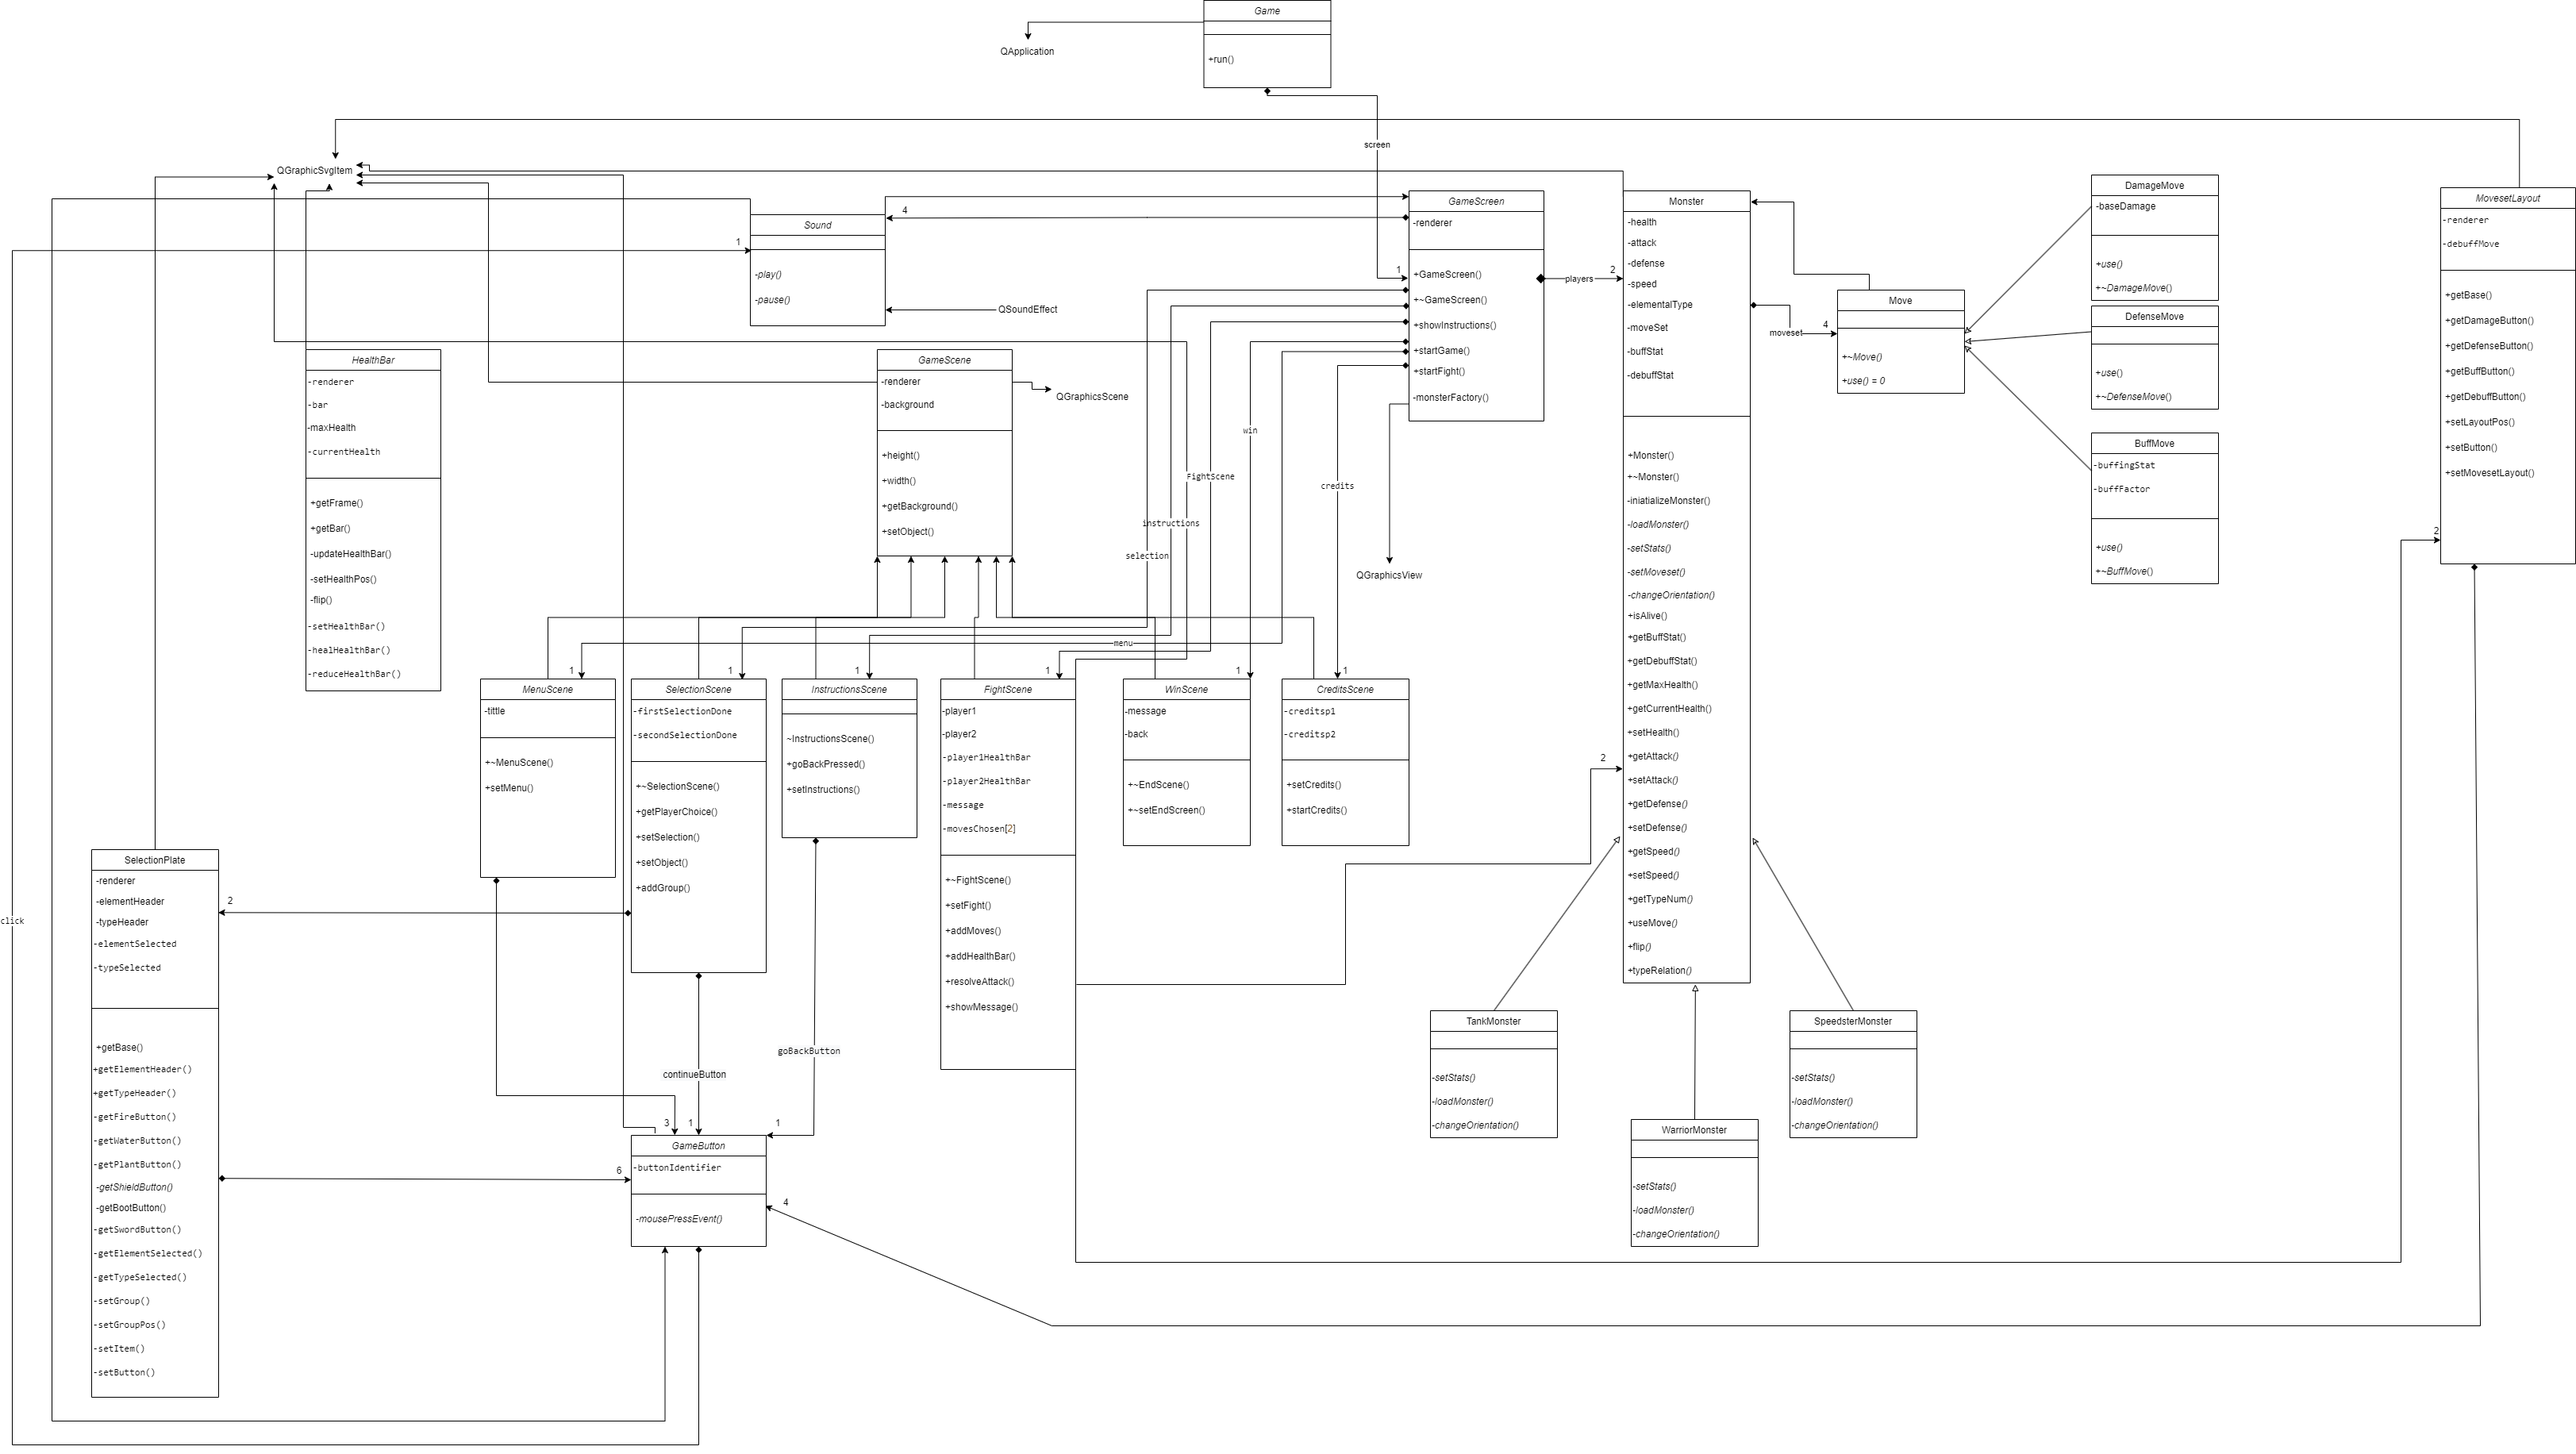 Game
+run()
QApplication
screen
QGraphicSvgItem
Sound
-play()
-pause()
1
4
QSoundEffect
GameScreen
-renderer
+GameScreen()
+~GameScreen()
+showInstructions()
+startGame()
+startFight()
-monsterFactory()
1
players
2
Monster
-health
-attack
-defense
-speed
-elementalType
-moveSet
-buffStat
-debuffStat
+Monster()
+~Monster()
-iniatializeMonster()
-loadMonster()
-setStats()
-setMoveset()
-changeOrientation()
+isAlive()
+getBuffStat()
+getDebuffStat()
+getMaxHealth()
+getCurrentHealth()
+setHealth()
+getAttack()
+setAttack()
+getDefense()
+setDefense()
+getSpeed()
+setSpeed()
+getTypeNum()
+useMove()
+flip()
+typeRelation()
moveset
4
Move
+~Move()
+use() = 0
DamageMove
-baseDamage
+use()
+~DamageMove()
DefenseMove
+use()
+~DefenseMove()
BuffMove
-buffingStat
-buffFactor
+use()
+~BuffMove()
MovesetLayout
-renderer
-debuffMove
+getBase()
+getDamageButton()
+getDefenseButton()
+getBuffButton()
+getDebuffButton()
+setLayoutPos()
+setButton()
+setMovesetLayout()
2
HealthBar
-renderer
-bar
-maxHealth
-currentHealth
+getFrame()
+getBar()
-updateHealthBar()
-setHealthPos()
-flip()
-setHealthBar()
-healHealthBar()
-reduceHealthBar()
GameScene
-renderer
-background
+height()
+width()
+getBackground()
+setObject()
QGraphicsScene
win
FightScene
credits
instructions
selection
QGraphicsView
menu
1
1
1
1
1
1
MenuScene
-tittle
+~MenuScene()
+setMenu()
SelectionScene
-firstSelectionDone
-secondSelectionDone
+~SelectionScene()
+getPlayerChoice()
+setSelection()
+setObject()
+addGroup()
InstructionsScene
~InstructionsScene()
+goBackPressed()
+setInstructions()
FightScene
-player1
-player2
-player1HealthBar
-player2HealthBar
-message
-movesChosen[2]
+~FightScene()
+setFight()
+addMoves()
+addHealthBar()
+resolveAttack()
+showMessage()
WinScene
-message
-back
+~EndScene()
+~setEndScreen()
CreditsScene
-creditsp1
-creditsp2
+setCredits()
+startCredits()
2
SelectionPlate
-renderer
-elementHeader
-typeHeader
-elementSelected
-typeSelected
+getBase()
+getElementHeader()
+getTypeHeader()
-getFireButton()
-getWaterButton()
-getPlantButton()
-getShieldButton()
-getBootButton()
-getSwordButton()
-getElementSelected()
-getTypeSelected()
-setGroup()
-setGroupPos()
-setItem()
-setButton()
2
click
goBackButton
continueButton
3
1
1
6
4
GameButton
-buttonIdentifier
-mousePressEvent()
TankMonster
-setStats()
-loadMonster()
-changeOrientation()
WarriorMonster
-setStats()
-loadMonster()
-changeOrientation()
SpeedsterMonster
-setStats()
-loadMonster()
-changeOrientation()